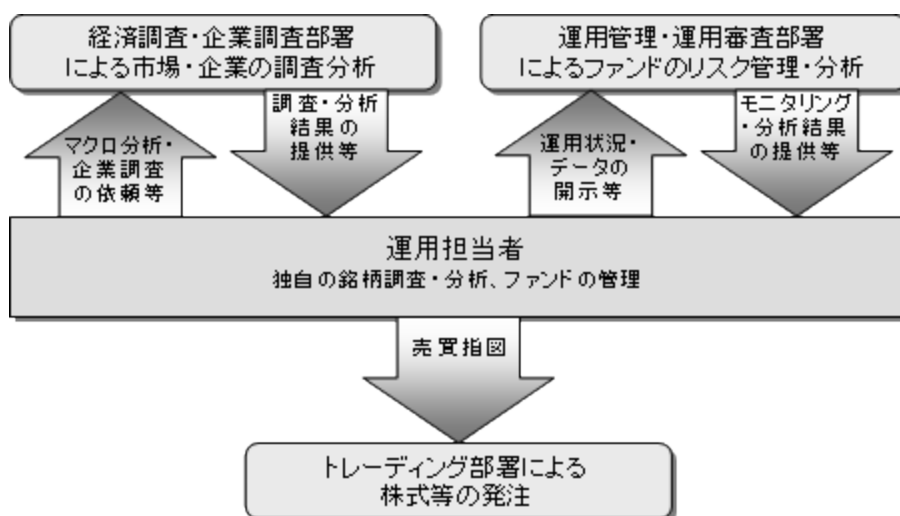 経済調査・企業調査部署
による市場・企業の調査分析
運用管理・運用審査部署
によるファンドのリスク管理・分析
マクロ分析・
企業調査
の依頼等
調査・分析
結果の
提供等
運用状況・
データの
開示等
モニタリング
・分析結果
の提供等
運用担当者
独自の銘柄調査・分析、ファンドの管理
売買指図
トレーディング部署による
株式等の発注